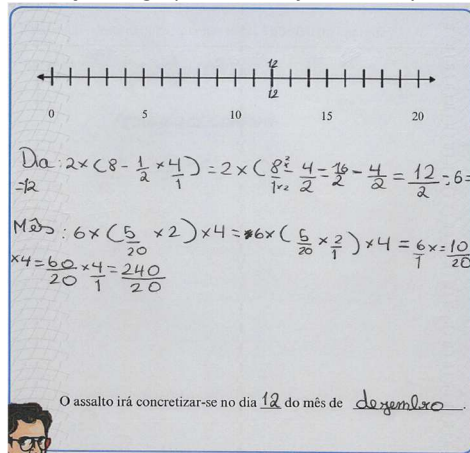 12
12
0 5 10 15 20
Dia: 2 × (8 - 1/2 × 4/1) = 2 × (8/1 ×2/×2 - 4/2 = 16/2 - 4/2 = 12/2 = 6 =
=12
Mês: 6 × (5/20 × 2) × 4 = 6 × (5/20 × 2/1) × 4 = 6/1 × = 10/20
×4 = 60/20 × 4/1 = 240/20
O assalto irá concretizar-se no dia 12 do mês de dezembro.